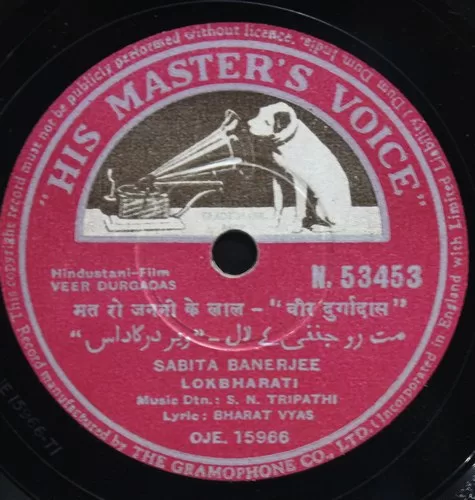 "HIS MASTER'S VOICE"
TRADE MARK
Hindustani-Film
VEER DURGADAS
N. 53453
मत रो जननी के लाल - "वीर दुर्गादास"
مت رو جننی کے لال - "ویر درگاداس"
SABITA BANERJEE
LOKBHARATI
Music Dtn.: S. N. TRIPATHI
Lyric: BHARAT VYAS
OJE. 15966
Copyright record must not be publicly performed without licence.
Record manufactured by THE GRAMOPHONE CO., LTD. (Incorporated in England with Limited Liability) Dum Dum, India.